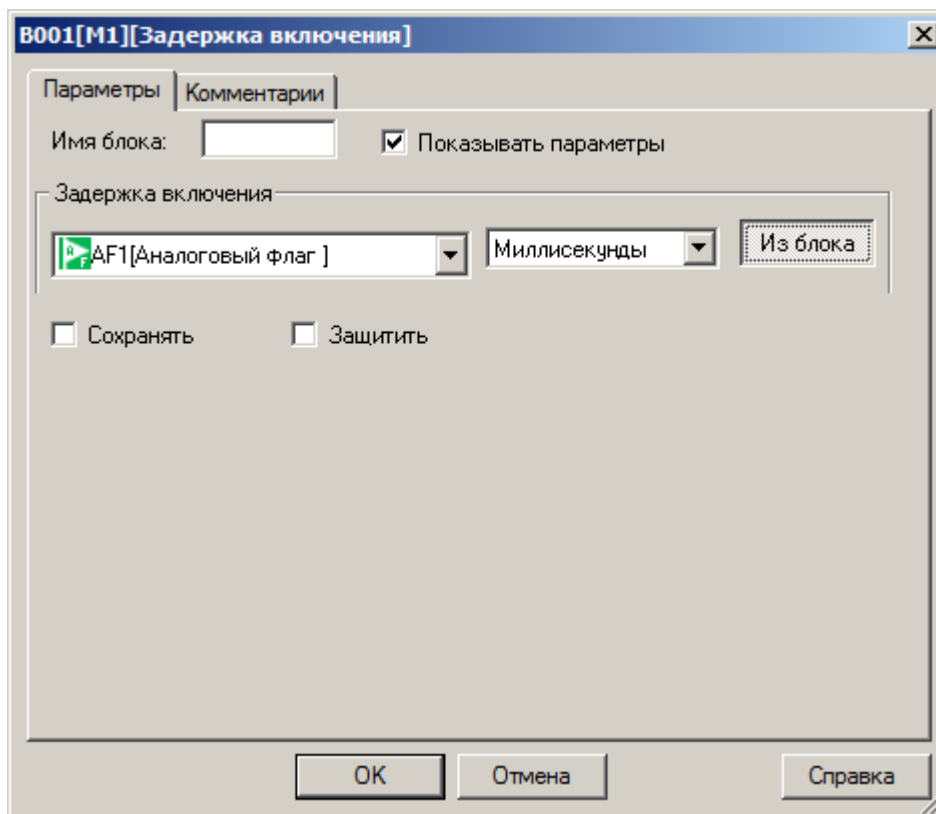 B001[M1][Задержка включения]
Параметры Комментарии
Имя блока: Показывать параметры
Задержка включения
AF1[Аналоговый флаг ] Миллисекунды Из блока
Сохранять Защитить
OK Отмена Справка